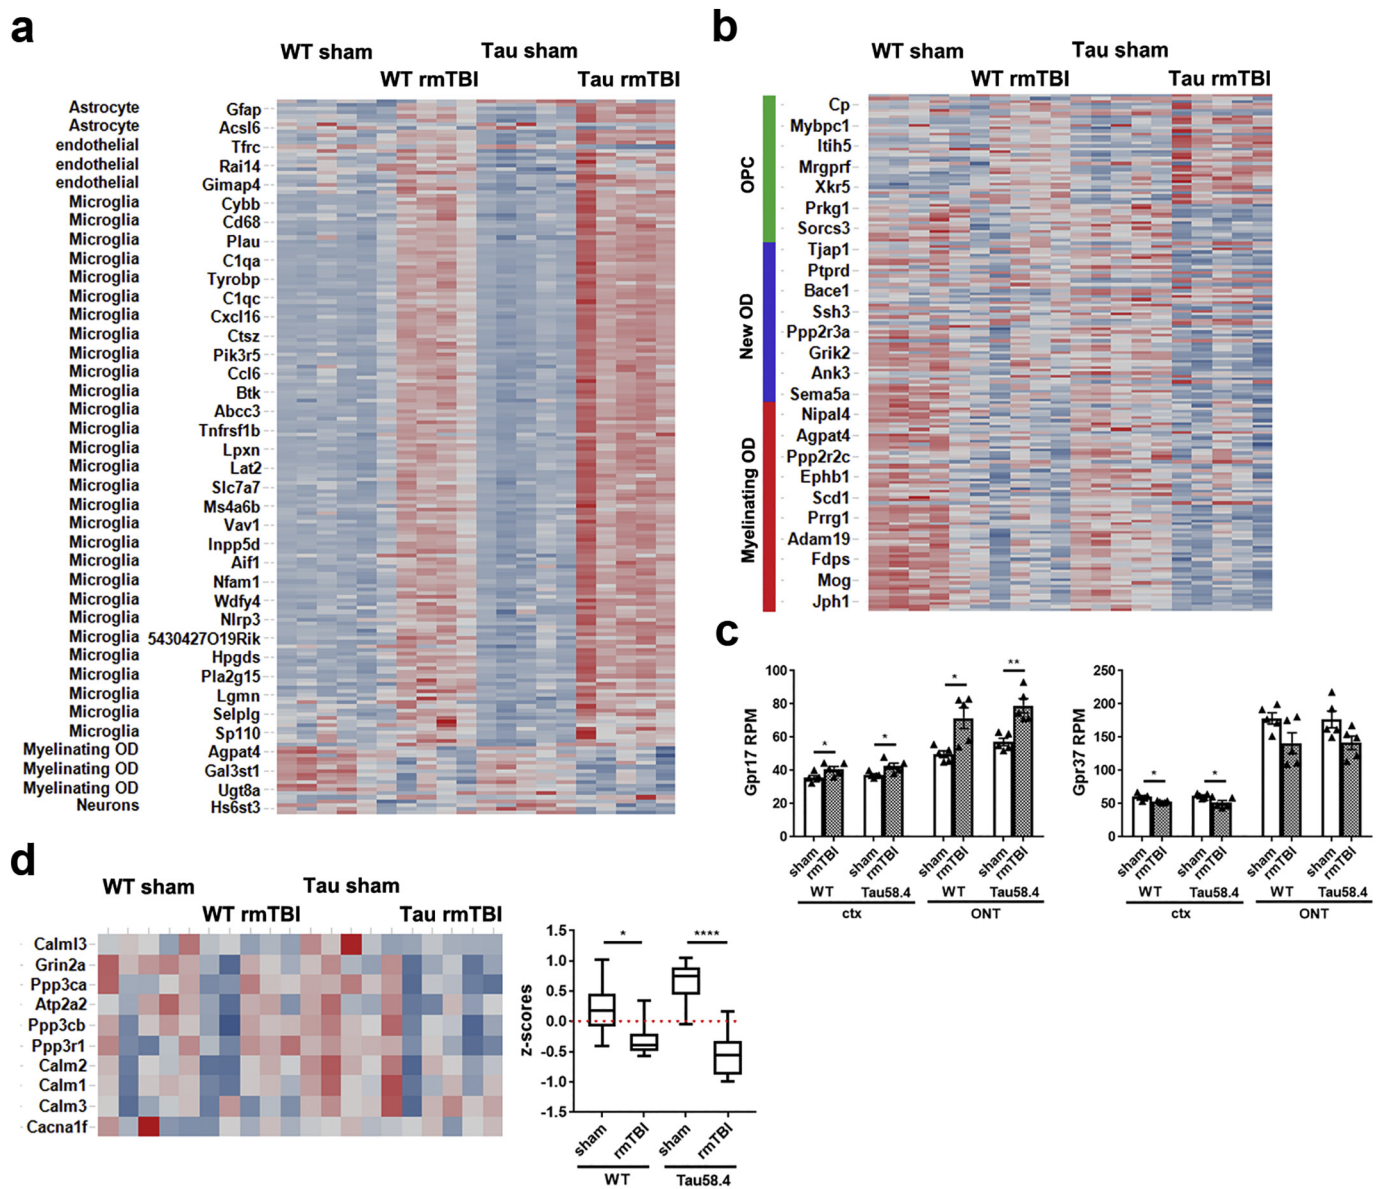 a
WT sham
Tau sham
WT rmTBI
Tau rmTBI
Astrocyte Gfap
Astrocyte Acsl6
endothelial Tfrc
endothelial Rai14
endothelial Gimap4
Microglia Cybb
Microglia Cd68
Microglia Plau
Microglia C1qa
Microglia Tyrobp
Microglia C1qc
Microglia Cxcl16
Microglia Ctsz
Microglia Pik3r5
Microglia Ccl6
Microglia Btk
Microglia Abcc3
Microglia Tnfrsf1b
Microglia Lpxn
Microglia Lat2
Microglia Slc7a7
Microglia Ms4a6b
Microglia Vav1
Microglia Inpp5d
Microglia Aif1
Microglia Nfam1
Microglia Wdfy4
Microglia Nlrp3
Microglia 5430427O19Rik
Microglia Hpgds
Microglia Pla2g15
Microglia Lgmn
Microglia Selplg
Microglia Sp110
Myelinating OD Agpat4
Myelinating OD Gal3st1
Myelinating OD Ugt8a
Neurons Hs6st3
b
WT sham
Tau sham
WT rmTBI
Tau rmTBI
OPC
New OD
Myelinating OD
Cp
Mybpc1
Itih5
Mrgprf
Xkr5
Prkg1
Sorcs3
Tjap1
Ptprd
Bace1
Ssh3
Ppp2r3a
Grik2
Ank3
Sema5a
Nipal4
Agpat4
Ppp2r2c
Ephb1
Scd1
Prrg1
Adam19
Fdps
Mog
Jph1
c
Gpr17 RPM
100
80
60
40
20
0
* * * **
sham rmTBI sham rmTBI sham rmTBI sham rmTBI
WT Tau58.4 WT Tau58.4
ctx ONT
Gpr37 RPM
250
200
150
100
50
0
* *
sham rmTBI sham rmTBI sham rmTBI sham rmTBI
WT Tau58.4 WT Tau58.4
ctx ONT
d
WT sham
Tau sham
WT rmTBI
Tau rmTBI
Calml3
Grin2a
Ppp3ca
Atp2a2
Ppp3cb
Ppp3r1
Calm2
Calm1
Calm3
Cacna1f
z-scores
1.5
1.0
0.5
0.0
-0.5
-1.0
-1.5
* ****
sham rmTBI sham rmTBI
WT Tau58.4